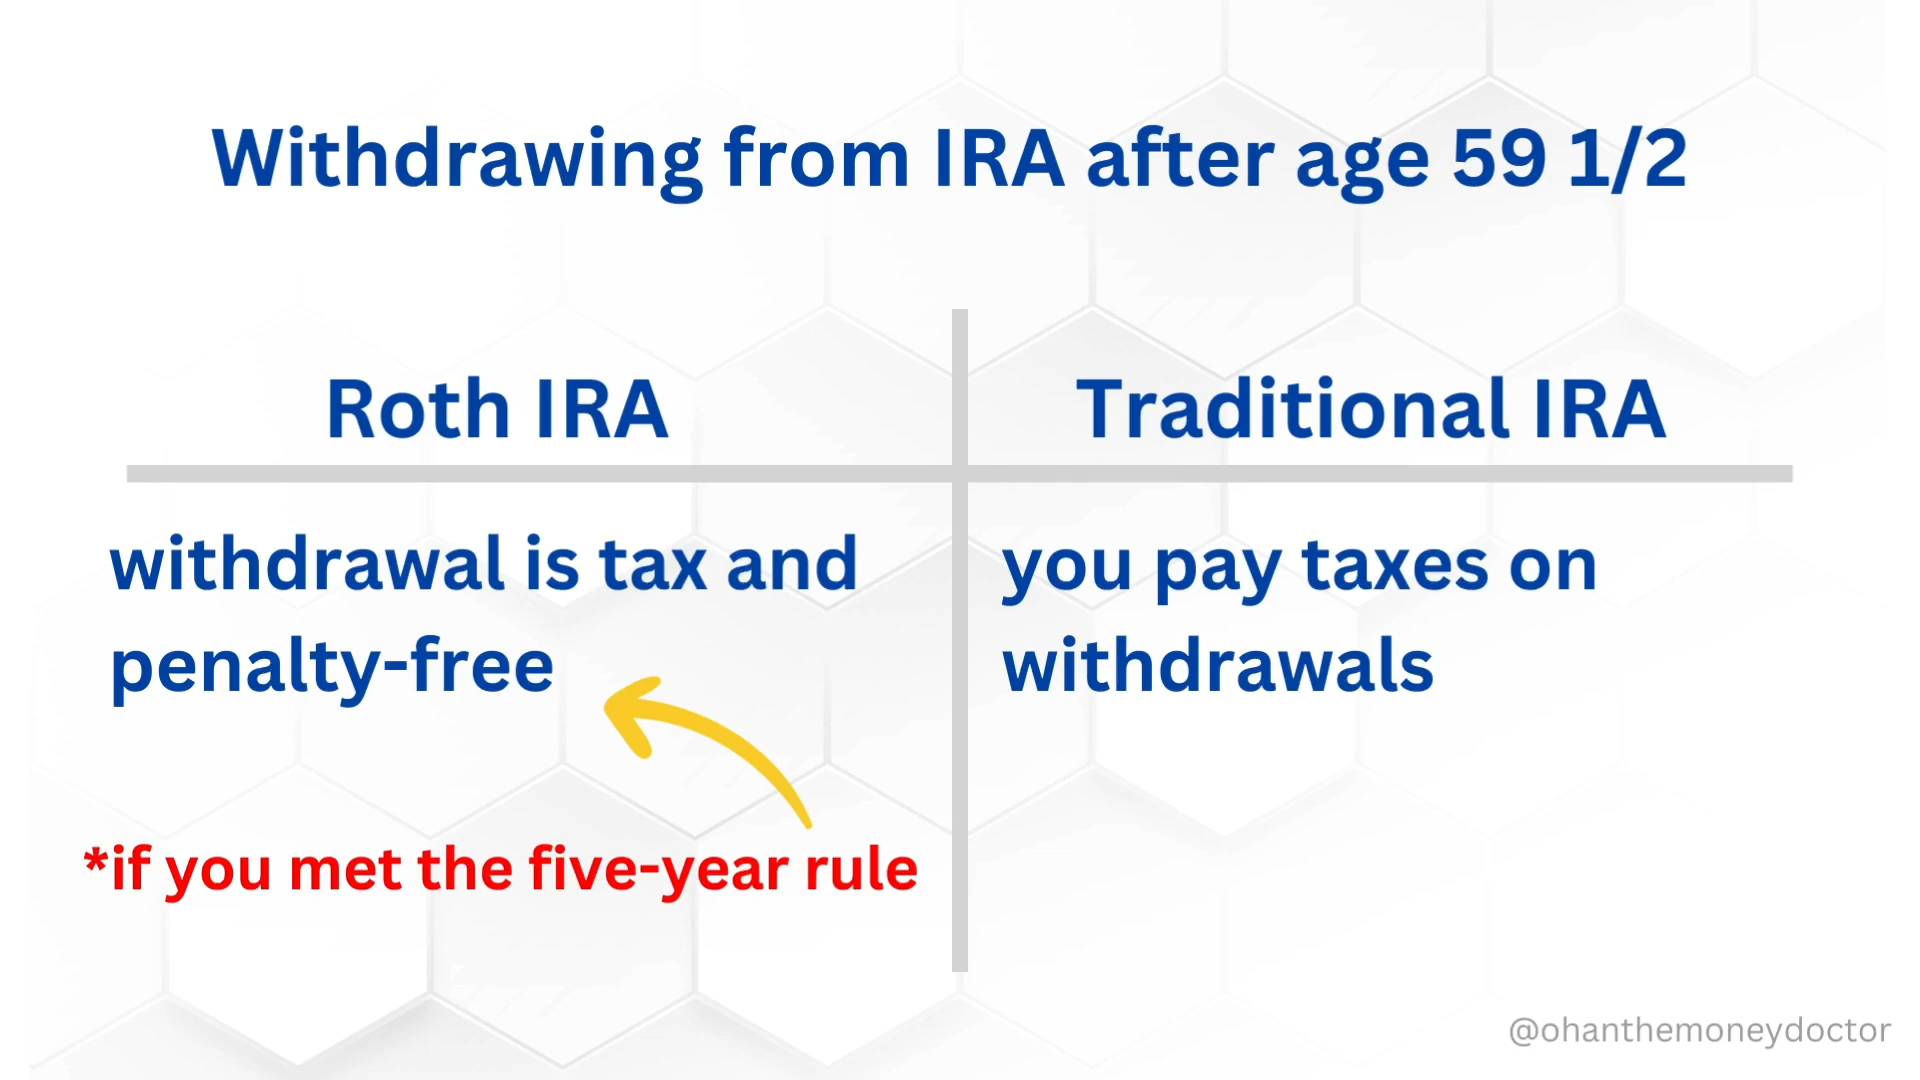 Withdrawing from IRA after age 59 1/2
Roth IRA
withdrawal is tax and
penalty-free
*if you met the five-year rule
Traditional IRA
you pay taxes on
withdrawals
@ohanthemoneydoctor